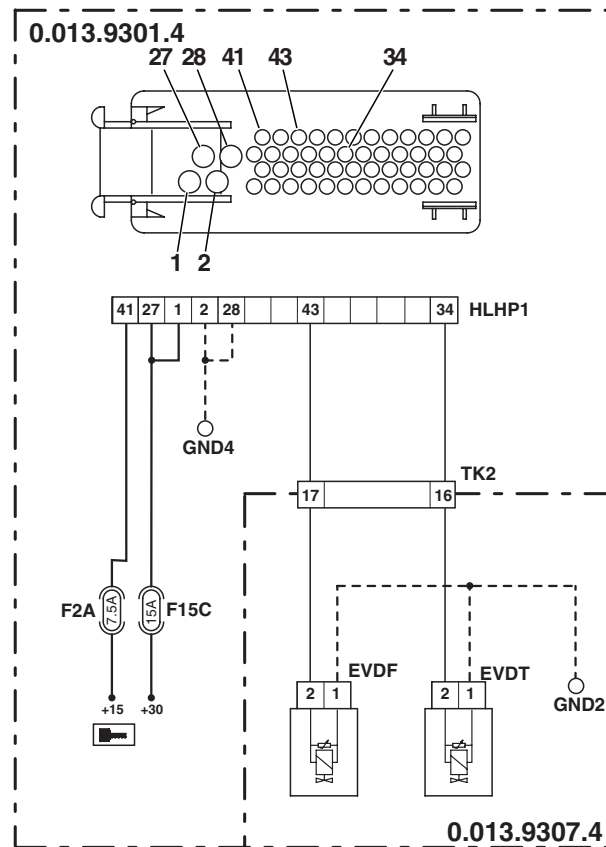 0.013.9301.4
27 28 41 43 34
1 2
41 27 1 2 28 43 34 HLHP1
GND4
TK2
17 16
F2A 7.5A 15A F15C
EVDF EVDT
+15 +30
2 1 2 1
GND2
0.013.9307.4